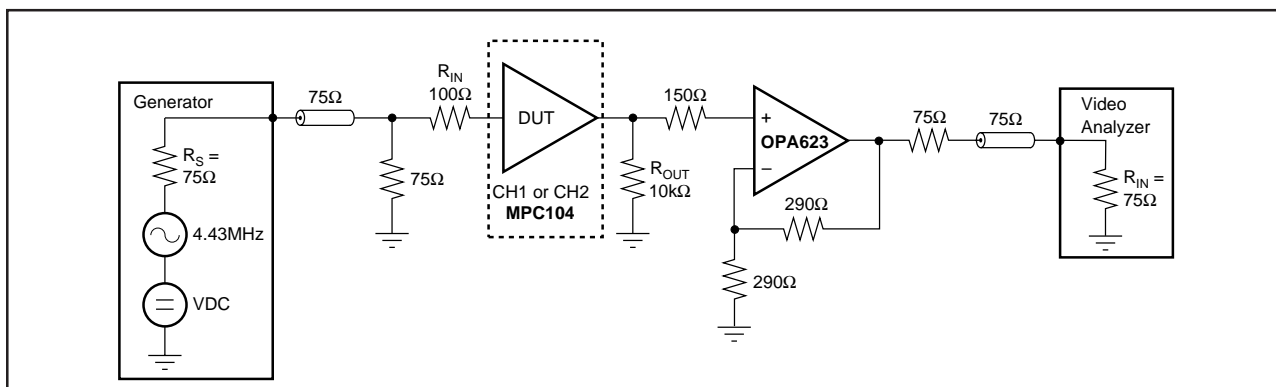 Generator
R_S =
75Ω
4.43MHz
VDC
75Ω
75Ω
R_IN
100Ω
DUT
CH1 or CH2
MPC104
R_OUT
10kΩ
150Ω
+
OPA623
–
290Ω
290Ω
75Ω
75Ω
Video
Analyzer
R_IN =
75Ω